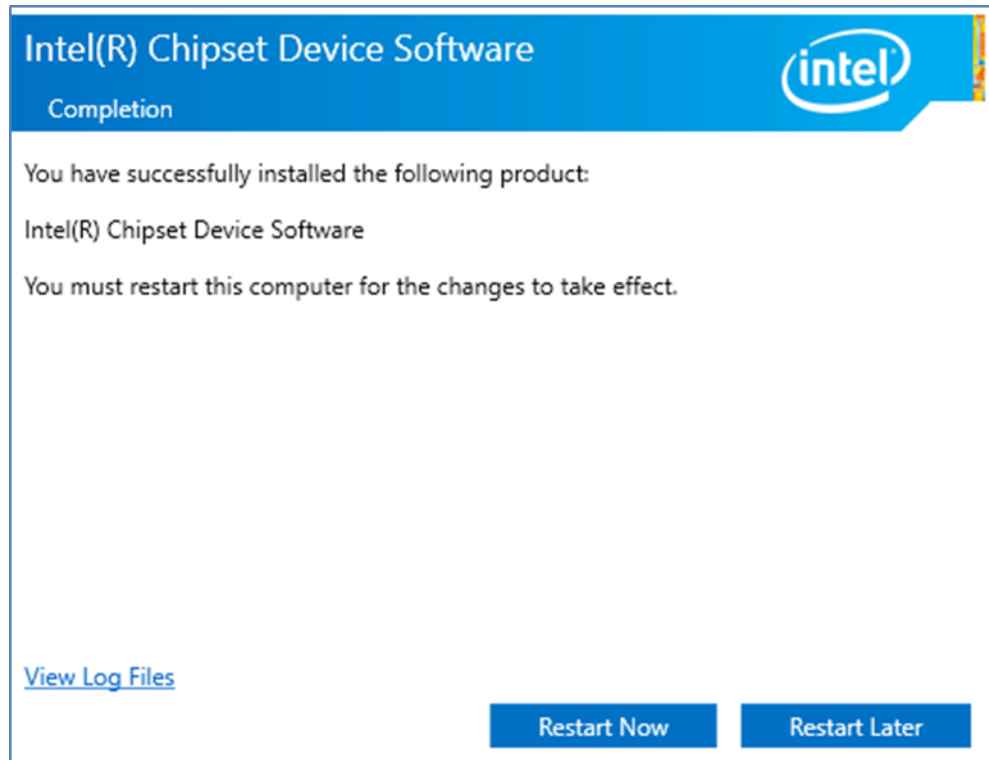 Intel(R) Chipset Device Software
intel
Completion
You have successfully installed the following product:
Intel(R) Chipset Device Software
You must restart this computer for the changes to take effect.
View Log Files
Restart Now
Restart Later